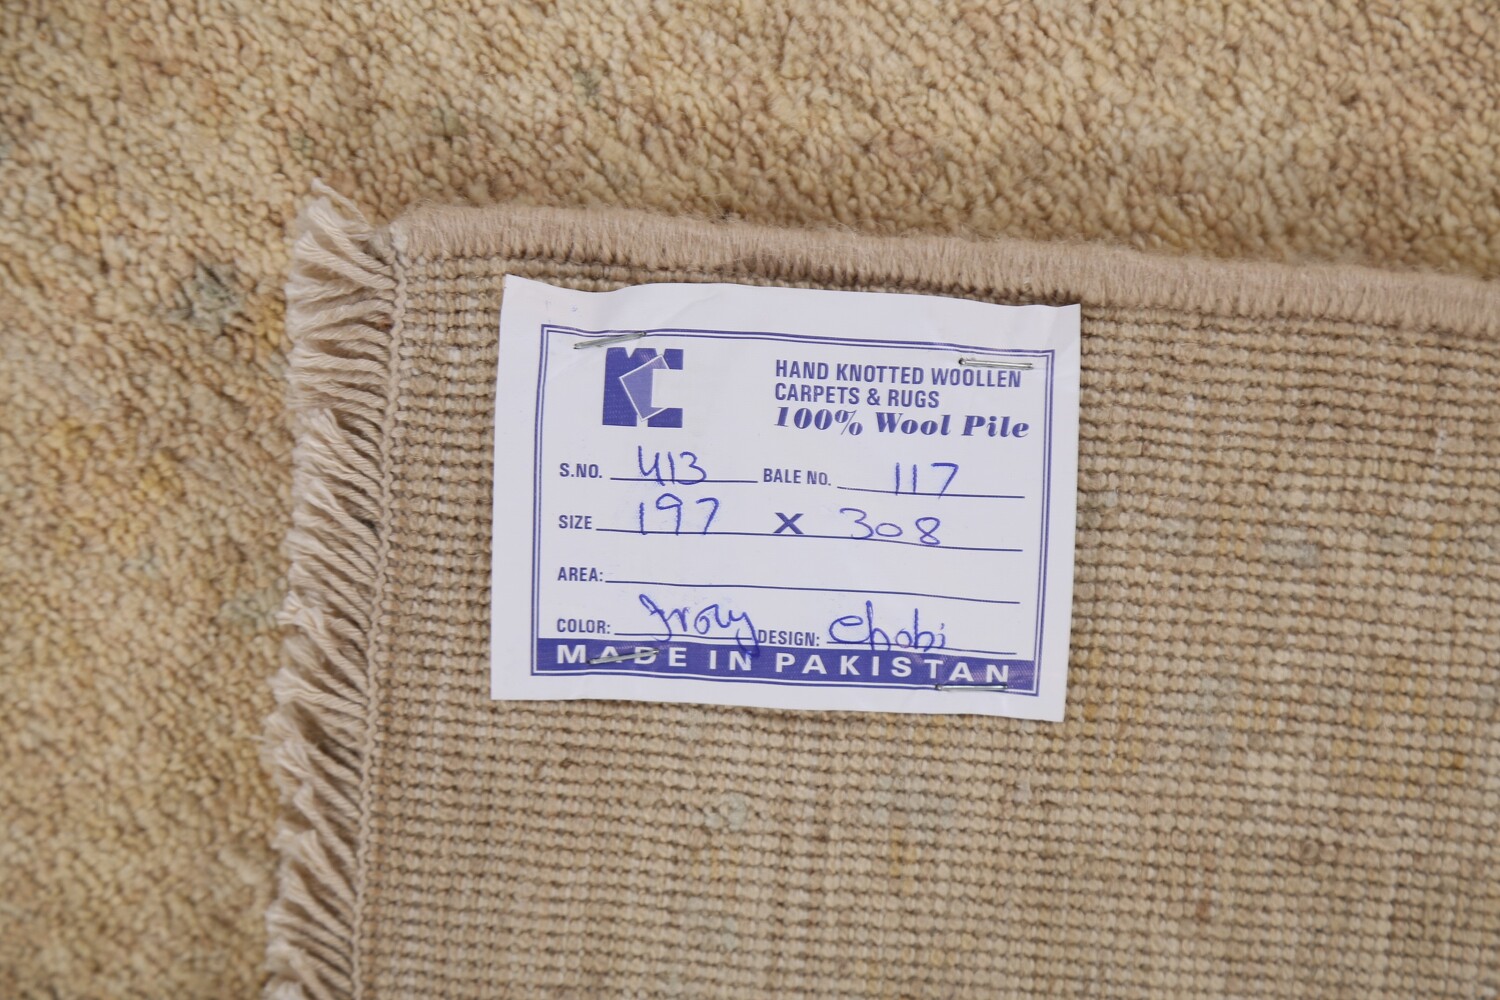 KC
HAND KNOTTED WOOLLEN
CARPETS & RUGS
100% Wool Pile
S.NO. 413 BALE NO. 117
SIZE 197 X 308
AREA:
COLOR: Ivory DESIGN: Chobi
MADE IN PAKISTAN